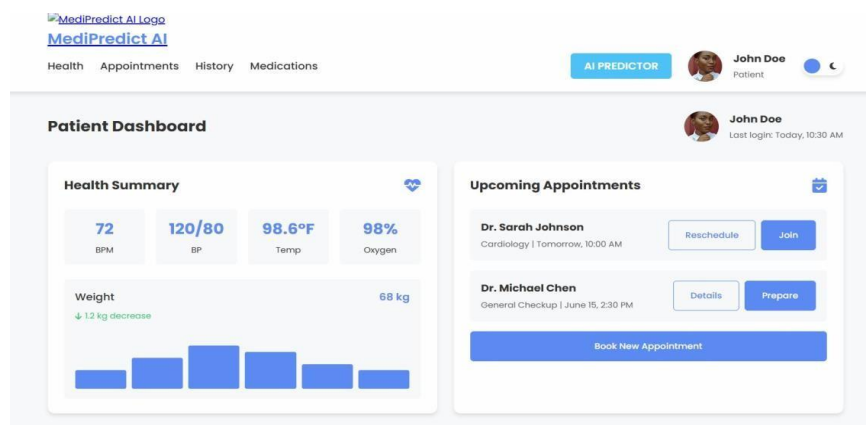 MediPredict AI Logo
MediPredict AI
Health Appointments History Medications
AI PREDICTOR
John Doe
Patient
Patient Dashboard
John Doe
Last login: Today, 10:30 AM
Health Summary
72
BPM
120/80
BP
98.6°F
Temp
98%
Oxygen
Weight
68 kg
↓ 1.2 kg decrease
Upcoming Appointments
Dr. Sarah Johnson
Cardiology | Tomorrow, 10:00 AM
Reschedule
Join
Dr. Michael Chen
General Checkup | June 15, 2:30 PM
Details
Prepare
Book New Appointment